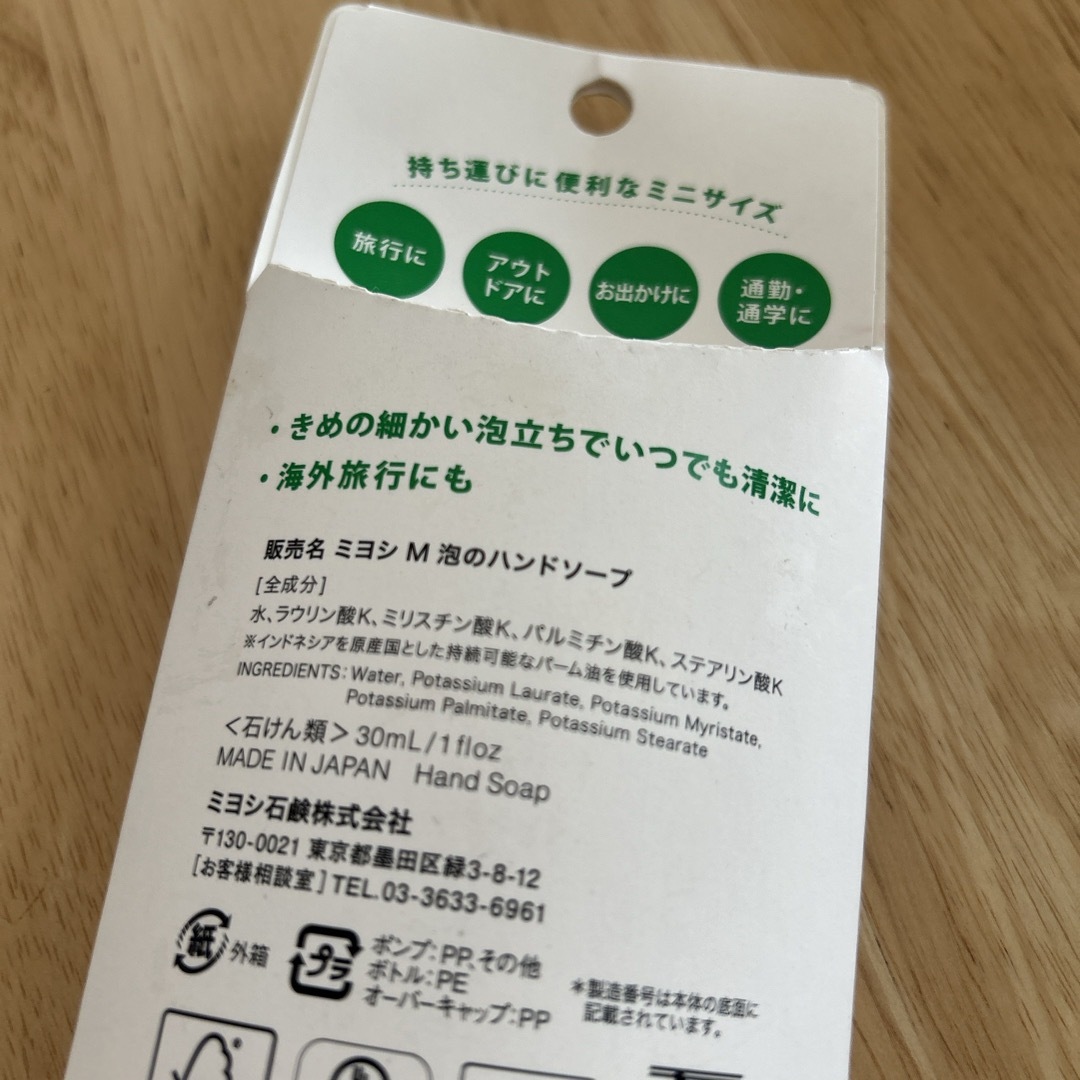 持ち運びに便利なミニサイズ
旅行に
アウト
ドアに
お出かけに
通勤・
通学に
・きめの細かい泡立ちでいつでも清潔に
・海外旅行にも
販売名 ミヨシ M 泡のハンドソープ
[全成分]
水、ラウリン酸K、ミリスチン酸K、パルミチン酸K、ステアリン酸K
※インドネシアを原産国とした持続可能なパーム油を使用しています。
INGREDIENTS: Water, Potassium Laurate, Potassium Myristate,
Potassium Palmitate, Potassium Stearate
<石けん類> 30mL/1floz
MADE IN JAPAN Hand Soap
ミヨシ石鹸株式会社
〒130-0021 東京都墨田区緑3-8-12
[お客様相談室] TEL.03-3633-6961
紙 外箱
プラ
ポンプ:PP、その他
ボトル:PE
オーバーキャップ:PP
*製造番号は本体の底面に
記載されています。